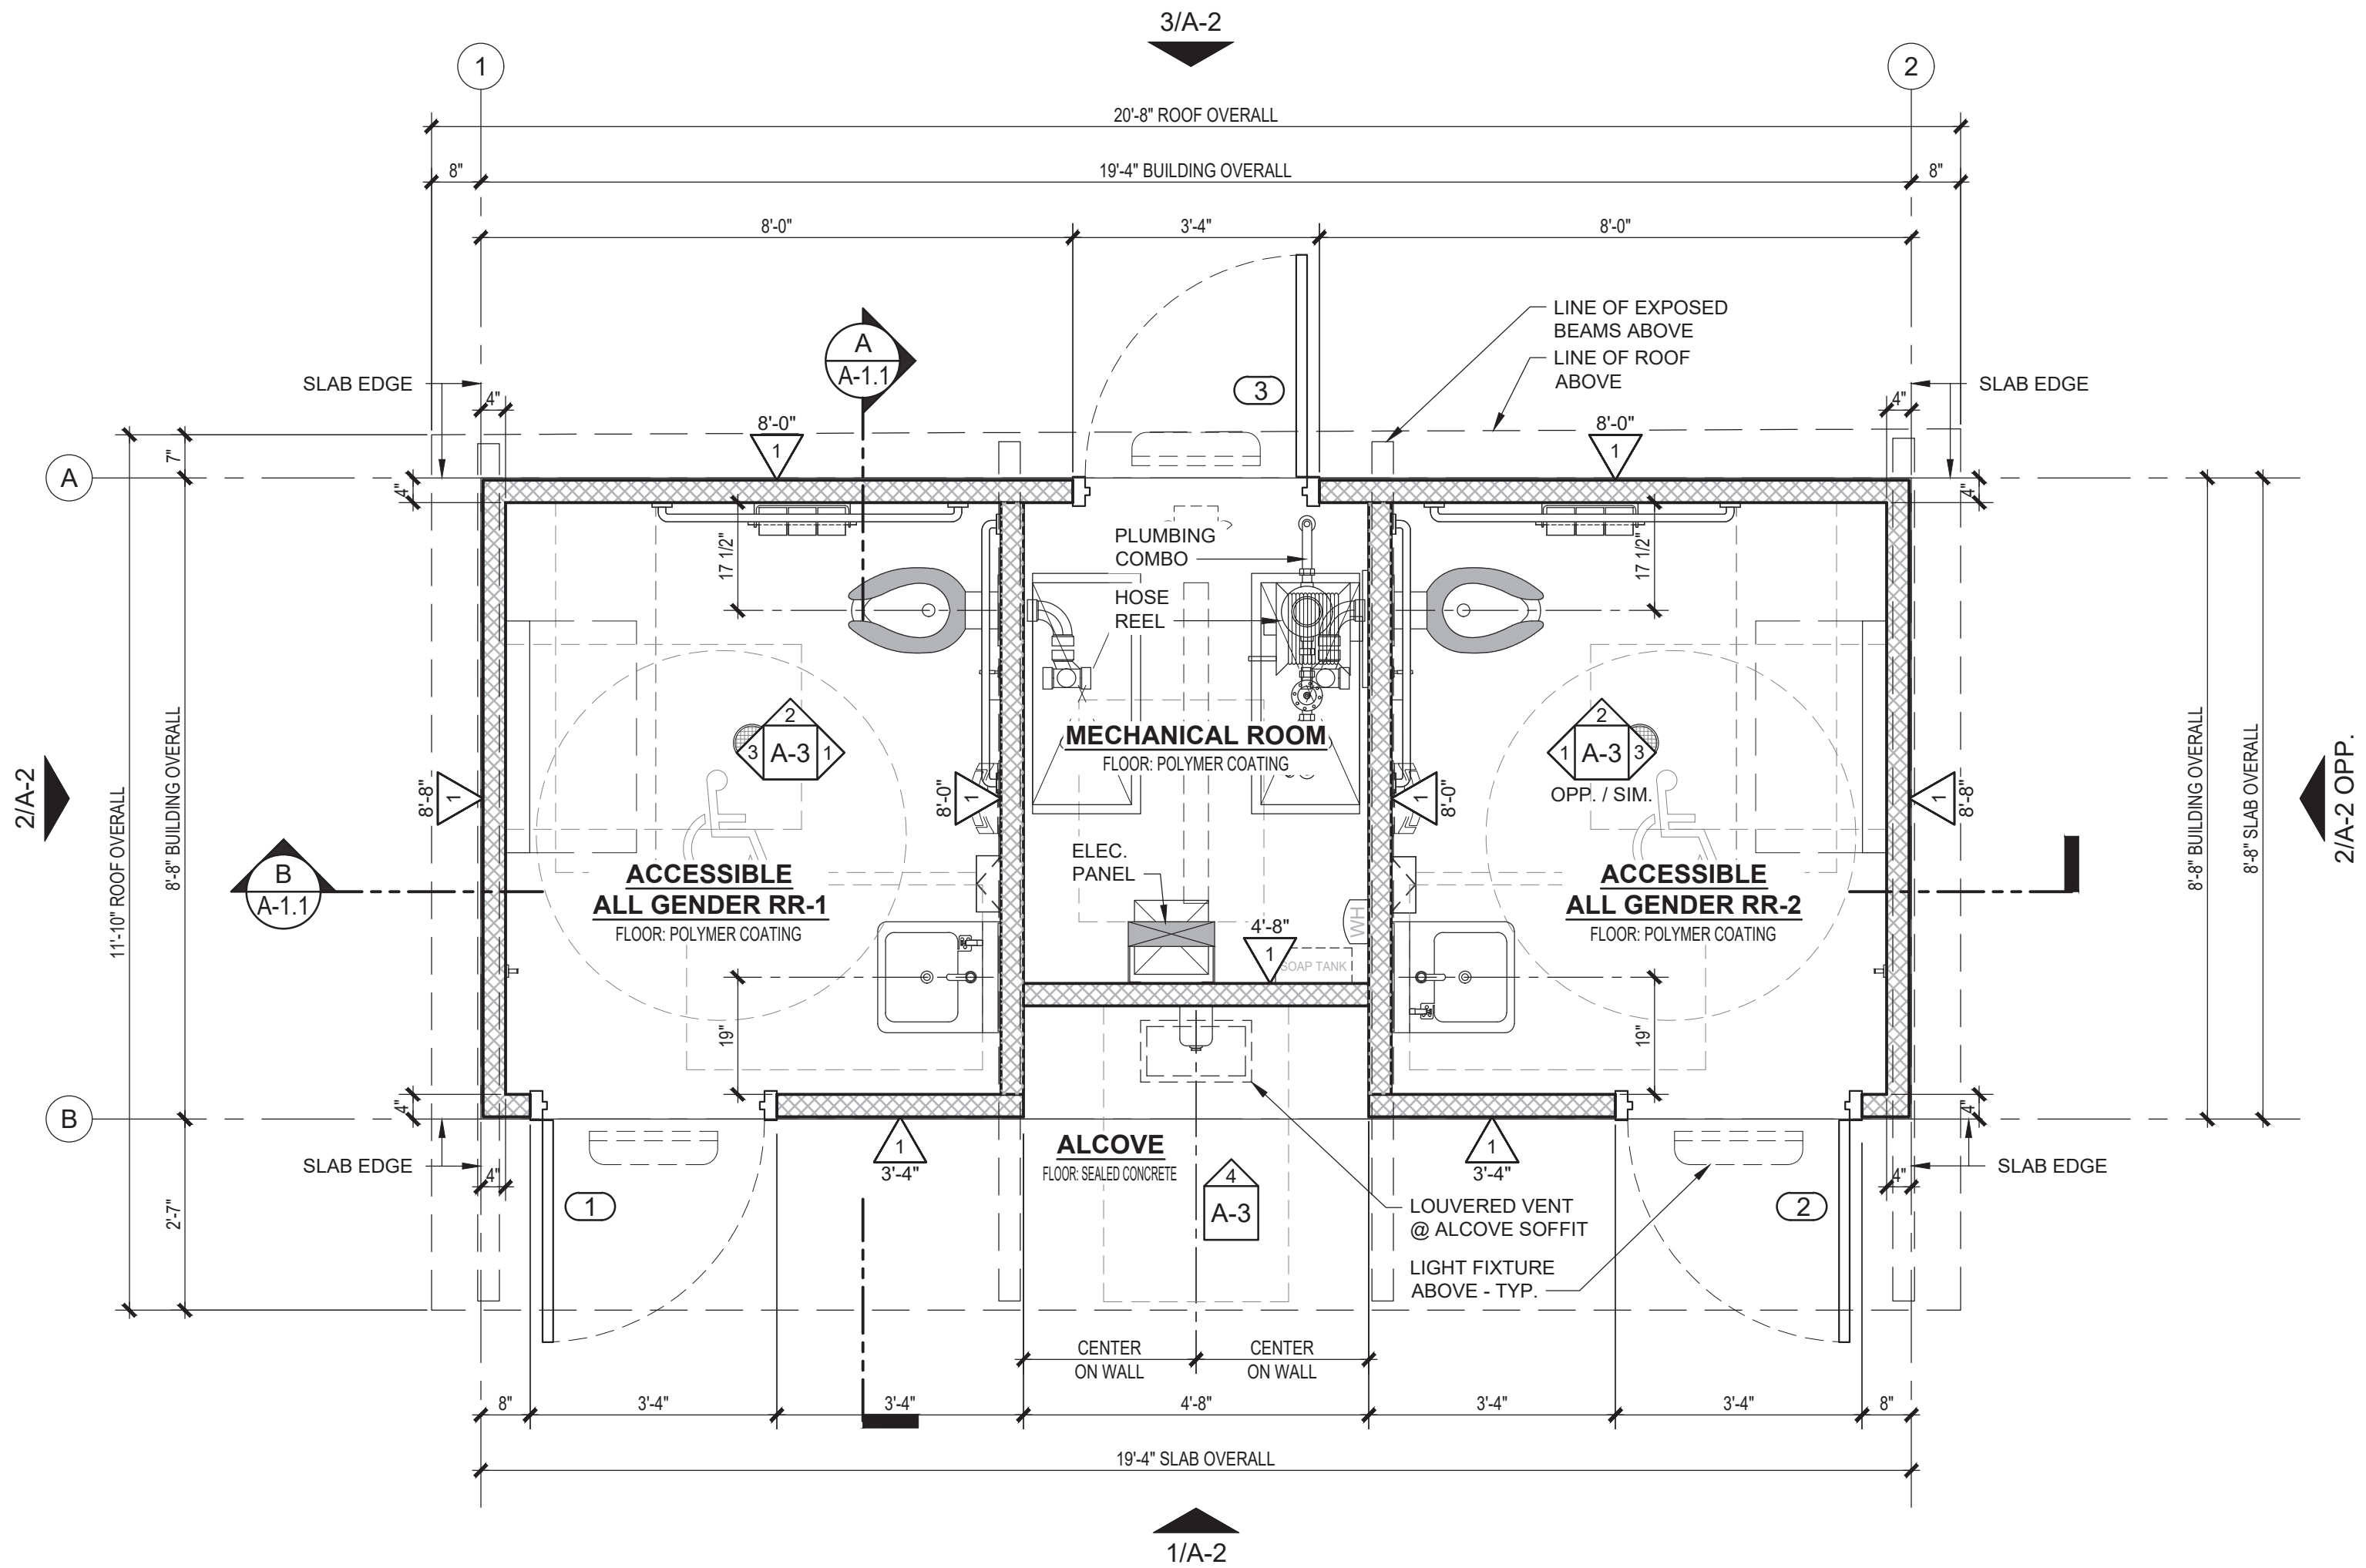 3/A-2
1
2
20'-8" ROOF OVERALL
8"
19'-4" BUILDING OVERALL
8"
8'-0"
3'-4"
8'-0"
LINE OF EXPOSED
BEAMS ABOVE
LINE OF ROOF
ABOVE
A
A-1.1
3
SLAB EDGE
SLAB EDGE
4"
4"
8'-0"
1
8'-0"
1
7"
A
4"
4"
17 1/2"
PLUMBING
COMBO
HOSE
REEL
17 1/2"
2
3
A-3
1
MECHANICAL ROOM
FLOOR: POLYMER COATING
2
1
A-3
3
OPP. / SIM.
2/A-2
11'-10" ROOF OVERALL
8'-8" BUILDING OVERALL
8'-8"
1
8'-0"
1
1
8'-0"
1
8'-8"
8'-8" BUILDING OVERALL
8'-8" SLAB OVERALL
2/A-2 OPP.
B
A-1.1
ACCESSIBLE
ALL GENDER RR-1
FLOOR: POLYMER COATING
ELEC.
PANEL
4'-8"
1
WH
SOAP TANK
ACCESSIBLE
ALL GENDER RR-2
FLOOR: POLYMER COATING
19"
19"
B
4"
4"
SLAB EDGE
4"
1
3'-4"
ALCOVE
FLOOR: SEALED CONCRETE
4
A-3
1
3'-4"
4"
SLAB EDGE
2'-7"
1
2
LOUVERED VENT
@ ALCOVE SOFFIT
LIGHT FIXTURE
ABOVE - TYP.
CENTER
ON WALL
CENTER
ON WALL
8"
3'-4"
3'-4"
4'-8"
3'-4"
3'-4"
8"
19'-4" SLAB OVERALL
1/A-2